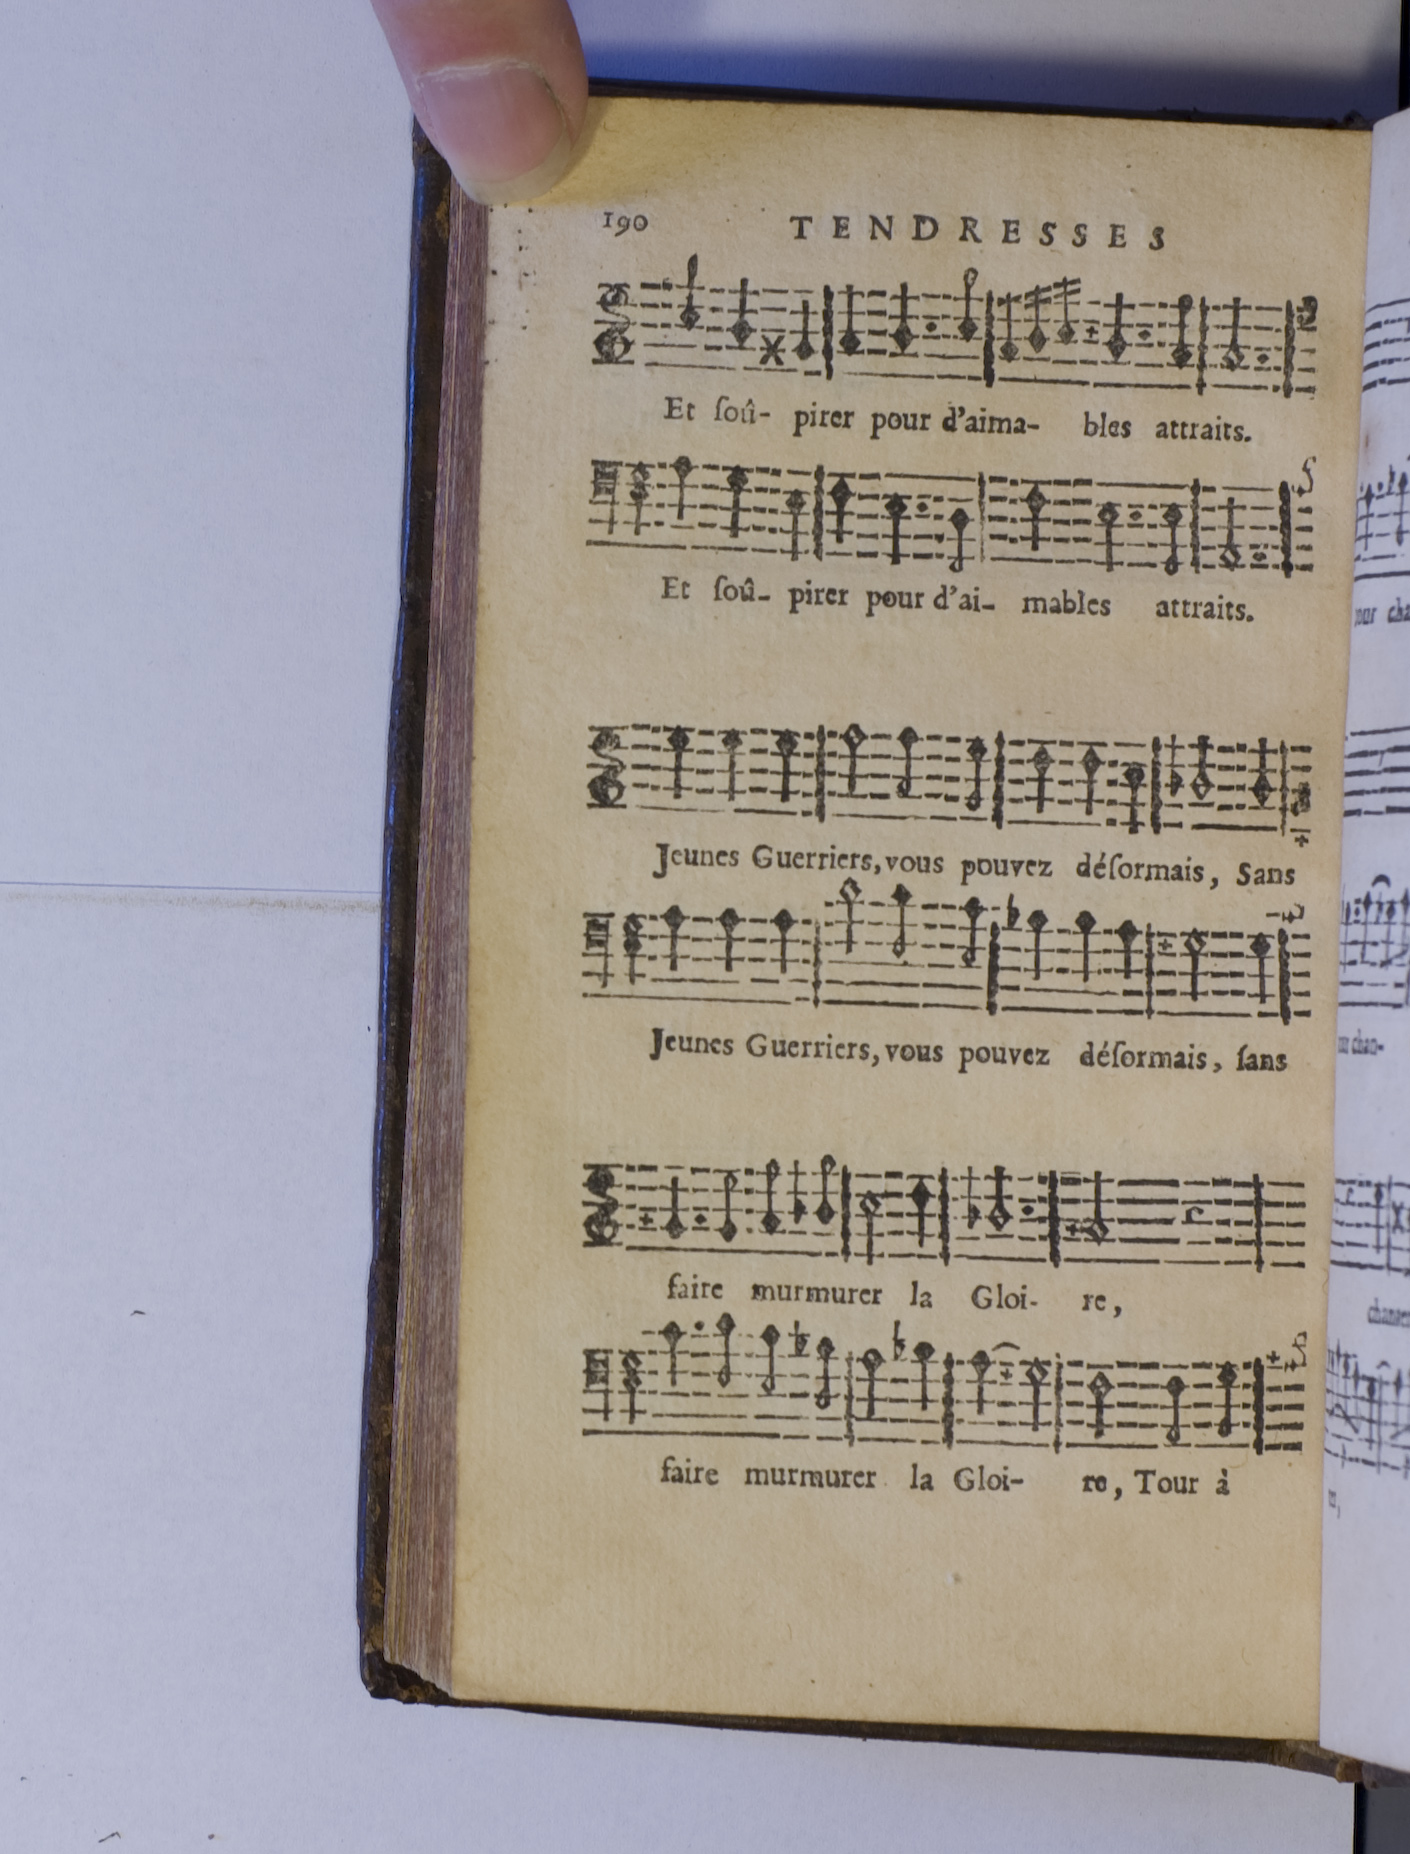 190 TENDRESSES
Et ſoû- pirer pour d'aima- bles attraits.
Et ſoû- pirer pour d'ai- mables attraits.
Jeunes Guerriers, vous pouvez déſormais, Sans
Jeunes Guerriers, vous pouvez déſormais, ſans
faire murmurer la Gloi- re,
faire murmurer la Gloi- re, Tour à